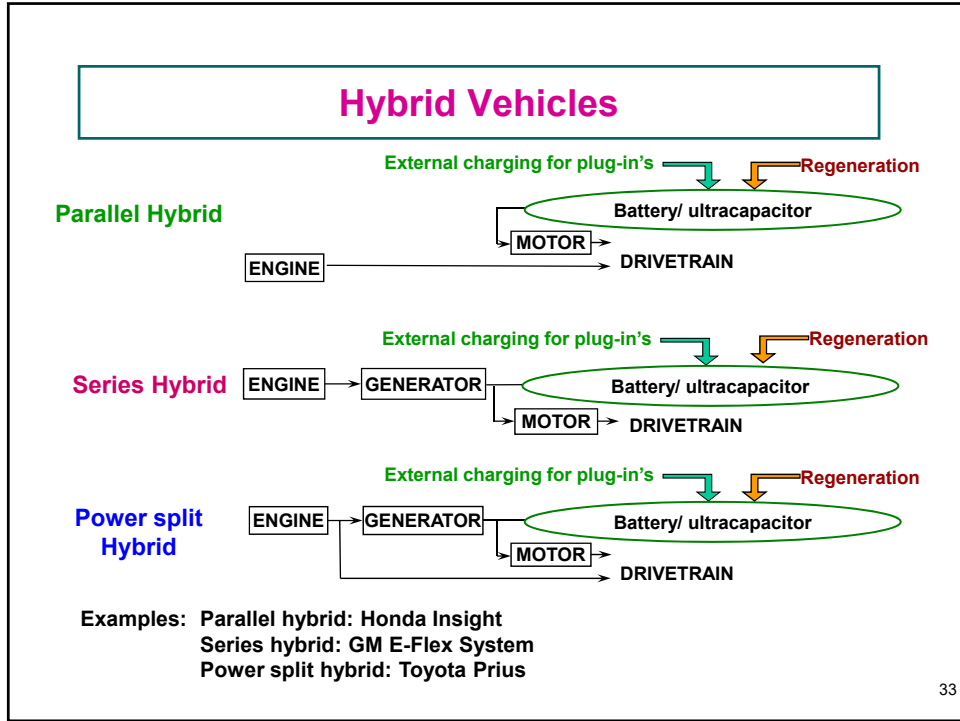 Hybrid Vehicles
External charging for plug-in's
Regeneration
Parallel Hybrid
Battery/ ultracapacitor
MOTOR
DRIVETRAIN
ENGINE
External charging for plug-in's
Regeneration
Series Hybrid
ENGINE
GENERATOR
Battery/ ultracapacitor
MOTOR
DRIVETRAIN
External charging for plug-in's
Regeneration
Power split
Hybrid
ENGINE
GENERATOR
Battery/ ultracapacitor
MOTOR
DRIVETRAIN
Examples: Parallel hybrid: Honda Insight
Series hybrid: GM E-Flex System
Power split hybrid: Toyota Prius
33